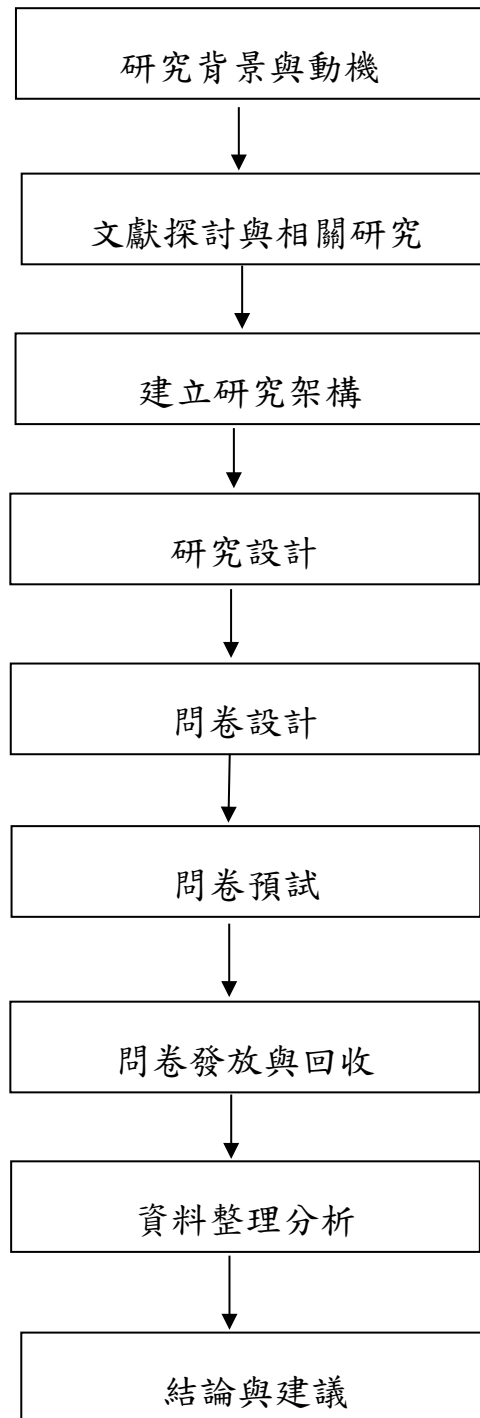 研究背景與動機
文獻探討與相關研究
建立研究架構
研究設計
問卷設計
問卷預試
問卷發放與回收
資料整理分析
結論與建議